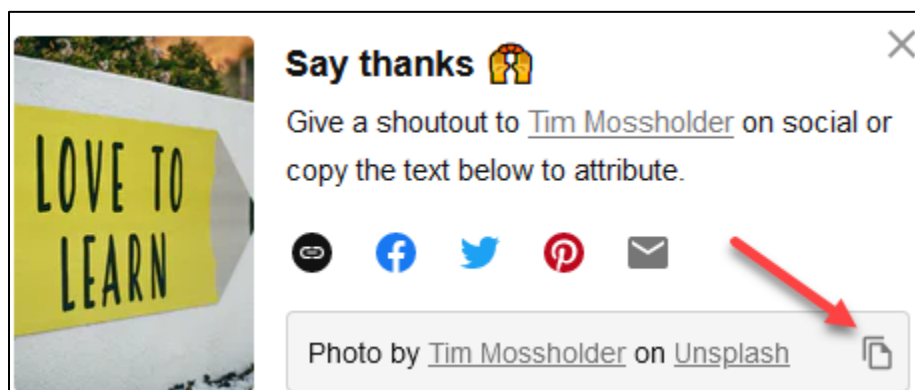 LOVE TO
LEARN
Say thanks 🙌
Give a shoutout to Tim Mossholder on social or
copy the text below to attribute.
Photo by Tim Mossholder on Unsplash